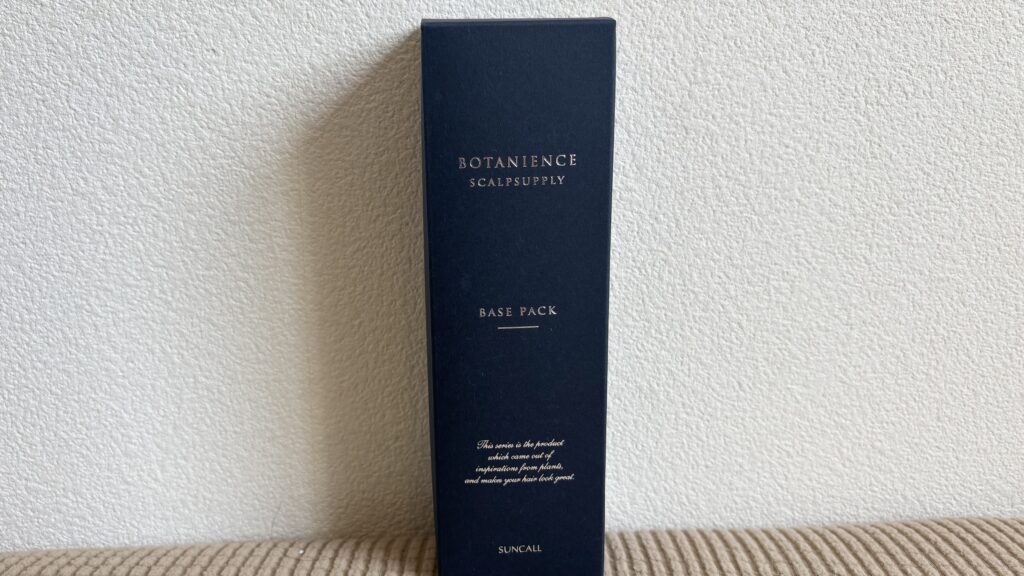 BOTANIENCE
SCALPSUPPLY
BASE PACK
This series is the product
which came out of
inspirations from plants,
and makes your hair look great.
SUNCALL